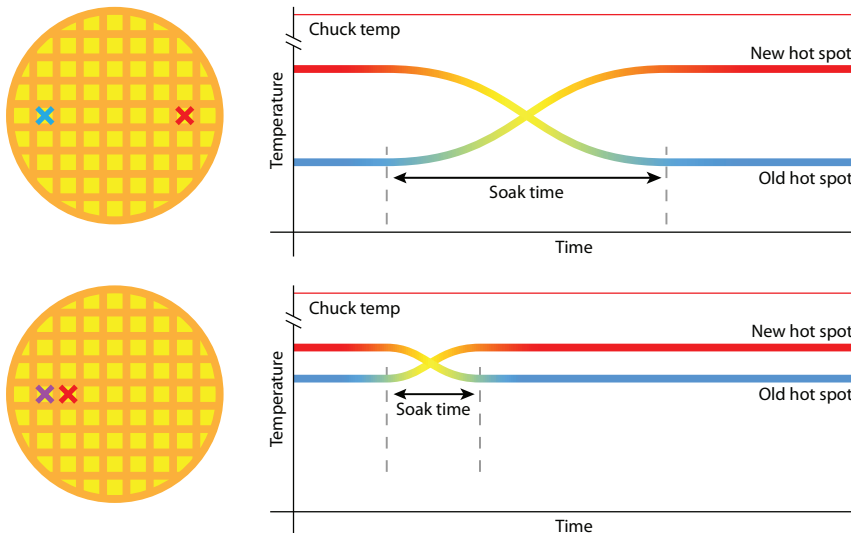 Chuck temp
New hot spot
Temperature
Soak time
Old hot spot
Time
Chuck temp
New hot spot
Temperature
Soak time
Old hot spot
Time